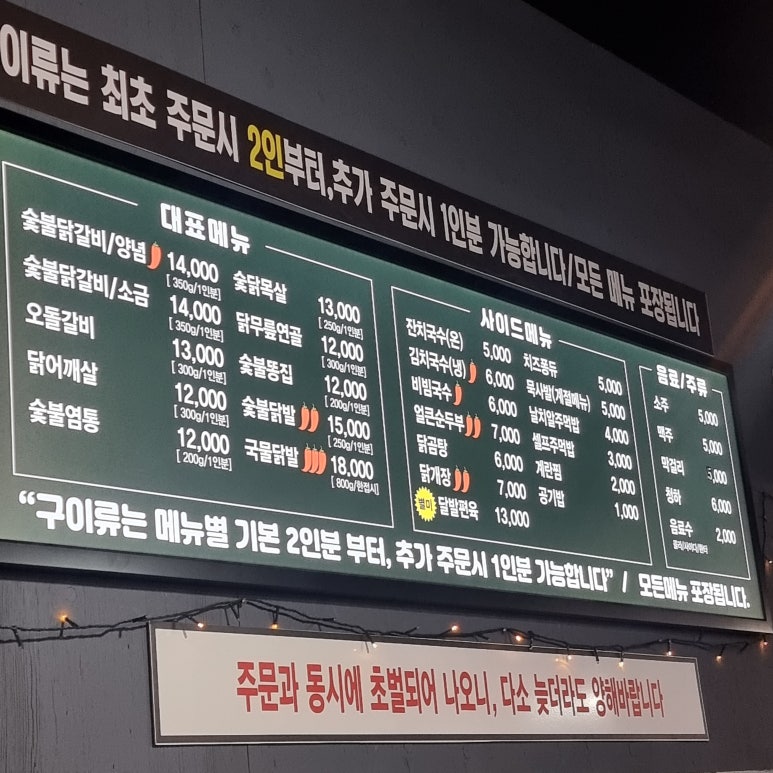 이류는 최초 주문시 2인부터,추가 주문시 1인분 가능합니다/모든 메뉴 포장됩니다
대표메뉴
숯불닭갈비/양념 14,000
[350g/1인분]
숯불닭갈비/소금 14,000
[350g/1인분]
오돌갈비 13,000
[300g/1인분]
닭어깨살 12,000
[300g/1인분]
숯불염통 12,000
[200g/1인분]
숯닭목살 13,000
[250g/1인분]
닭무릎연골 12,000
[300g/1인분]
숯불똥집 12,000
[200g/1인분]
숯불닭발 15,000
[250g/1인분]
국물닭발 18,000
[800g/한접시]
사이드메뉴
잔치국수(온) 5,000
김치국수(냉) 6,000
비빔국수 6,000
얼큰순두부 7,000
닭곰탕 6,000
닭개장 7,000
별미 달발편육 13,000
치즈퐁듀 5,000
묵사발(계절메뉴) 5,000
날치알주먹밥 4,000
셀프주먹밥 3,000
계란찜 2,000
공기밥 1,000
음료/주류
소주 5,000
맥주 5,000
막걸리 5,000
청하 6,000
음료수 2,000
콜라/사이다/환타
“구이류는 메뉴별 기본 2인분 부터, 추가 주문시 1인분 가능합니다” / 모든메뉴 포장됩니다.
주문과 동시에 초벌되어 나오니, 다소 늦더라도 양해바랍니다